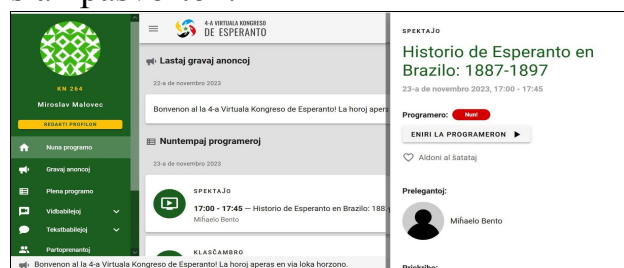 4-A VIRTUALA KONGRESO
DE ESPERANTO
KN 264
Miroslav Malovec
REDAKTI PROFILON
Nuna programo
Gravaj anoncoj
Plena programo
Vidbabilejoj
Tekstbabilejoj
Partoprenantoj
Lastaj gravaj anoncoj
22-a de novembro 2023
Bonvenon al la 4-a Virtuala Kongreso de Esperanto! La horoj apera
Nuntempaj programeroj
23-a de novembro 2023
SPEKTAĴO
17:00 - 17:45 — Historio de Esperanto en Brazilo: 188
Miĥaelo Bento
KLASĈAMBRO
Bonvenon al la 4-a Virtuala Kongreso de Esperanto! La horoj aperas en via loka horzono.
SPEKTAĴO
Historio de Esperanto en
Brazilo: 1887-1897
23-a de novembro 2023, 17:00 - 17:45
Programero: Nun!
ENIRI LA PROGRAMERON
Aldoni al ŝatataj
Prelegantoj:
Miĥaelo Bento
Priskribo: